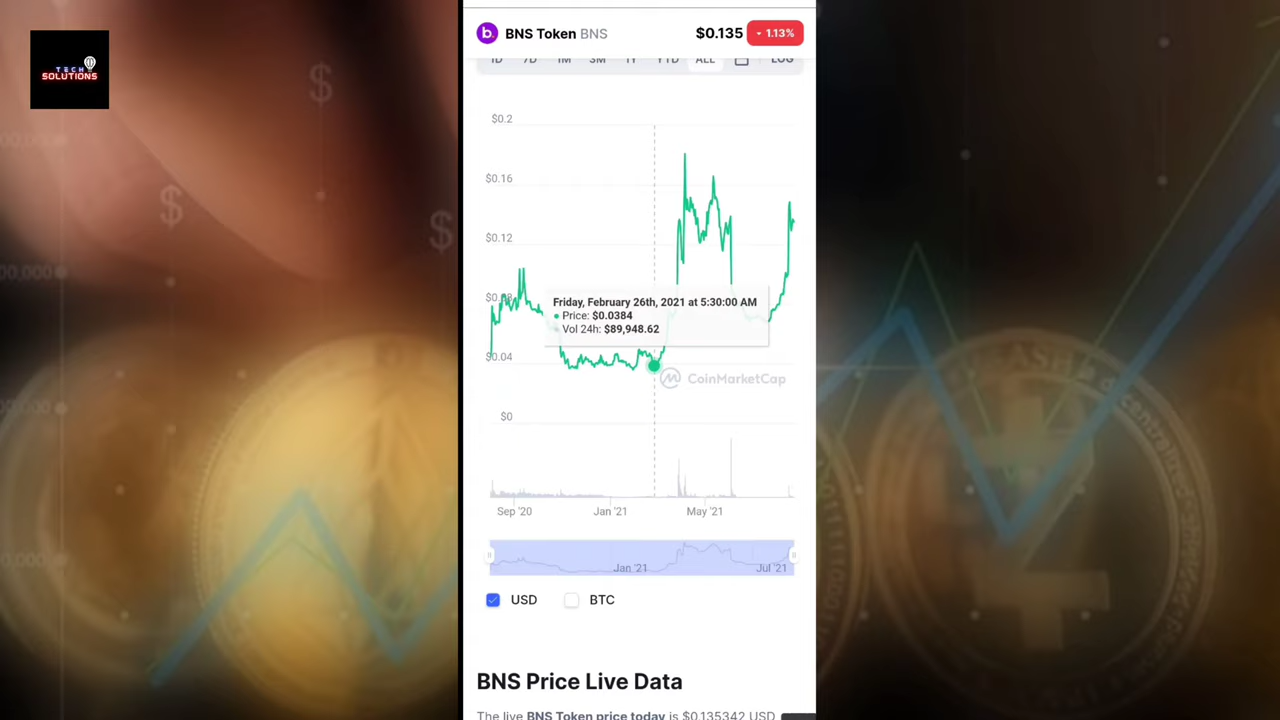 TECH
SOLUTIONS
BNS Token BNS
$0.135
1.13%
1D 7D 1M 3M 1Y YTD ALL LOG
$0.2
$0.16
$0.12
$0.08
$0.04
$0
Friday, February 26th, 2021 at 5:30:00 AM
Price: $0.0384
Vol 24h: $89,948.62
CoinMarketCap
Sep '20 Jan '21 May '21
Jan '21 Jul '21
USD BTC
BNS Price Live Data
The live BNS Token price today is $0.135342 USD